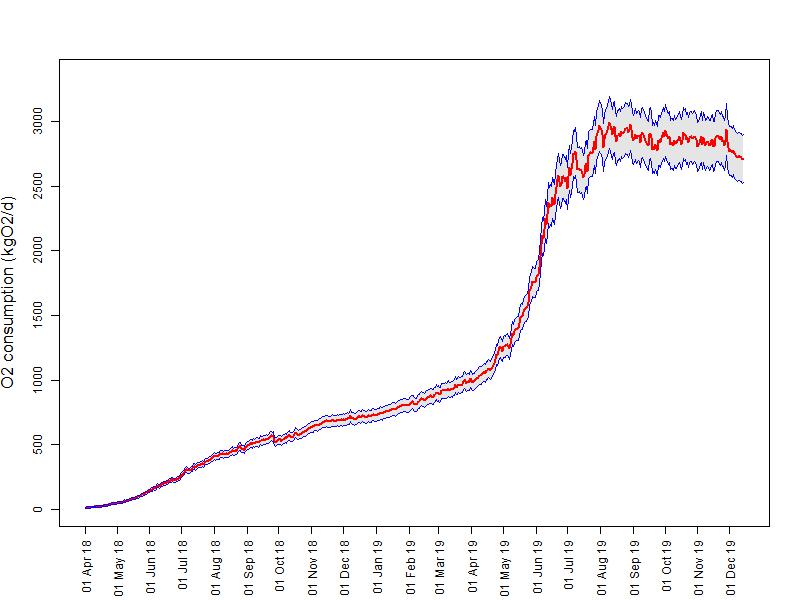 O2 consumption (kgO2/d)
3000
2500
2000
1500
1000
500
0
01 Apr 18
01 May 18
01 Jun 18
01 Jul 18
01 Aug 18
01 Sep 18
01 Oct 18
01 Nov 18
01 Dec 18
01 Jan 19
01 Feb 19
01 Mar 19
01 Apr 19
01 May 19
01 Jun 19
01 Jul 19
01 Aug 19
01 Sep 19
01 Oct 19
01 Nov 19
01 Dec 19